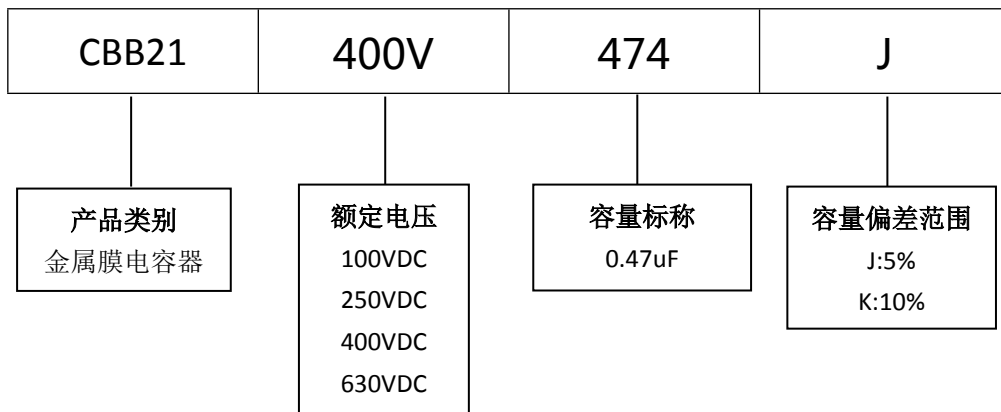 CBB21 400V 474 J
产品类别
金属膜电容器
额定电压
100VDC
250VDC
400VDC
630VDC
容量标称
0.47uF
容量偏差范围
J:5%
K:10%